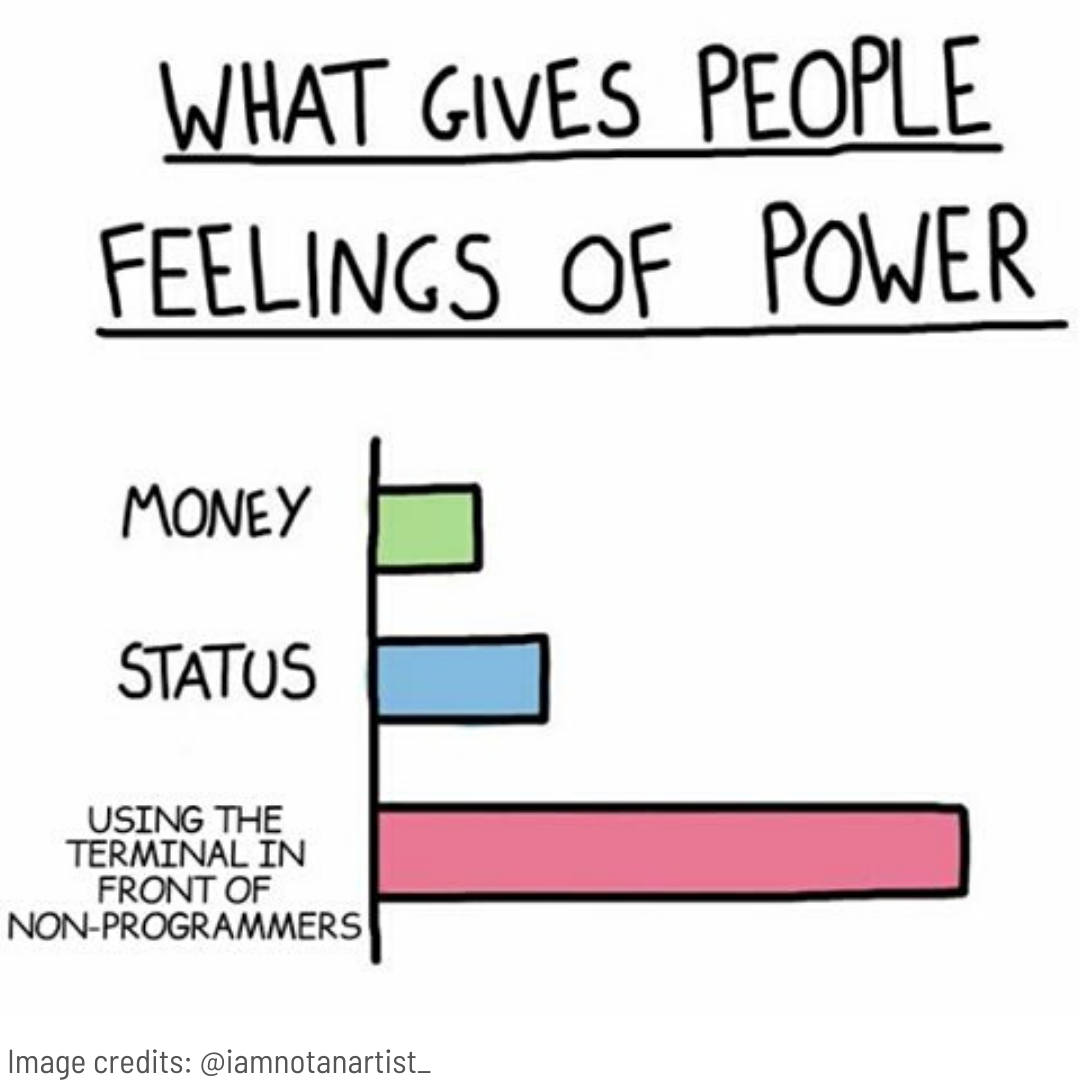 WHAT GIVES PEOPLE
FEELINGS OF POWER
MONEY
STATUS
USING THE
TERMINAL IN
FRONT OF
NON-PROGRAMMERS
Image credits: @iamnotanartist_